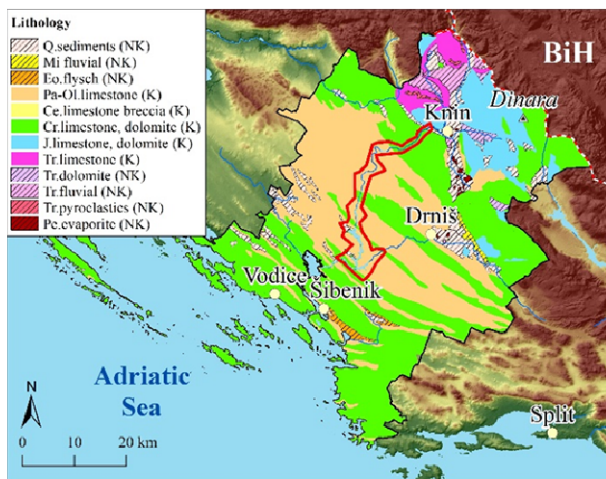 Lithology
Q.sediments (NK)
Mi fluvial (NK)
Eo.flysch (NK)
Pa-Ol.limestone (K)
Ce.limestone breccia (K)
Cr.limestone, dolomite (K)
J.limestone, dolomite (K)
Tr.limestone (K)
Tr.dolomite (NK)
Tr.fluvial (NK)
Tr.pyroclastics (NK)
Pe.evaporite (NK)
BiH
Dinara
Knin
Drniš
Vodice
Šibenik
Adriatic
Sea
Split
N
0 10 20 km